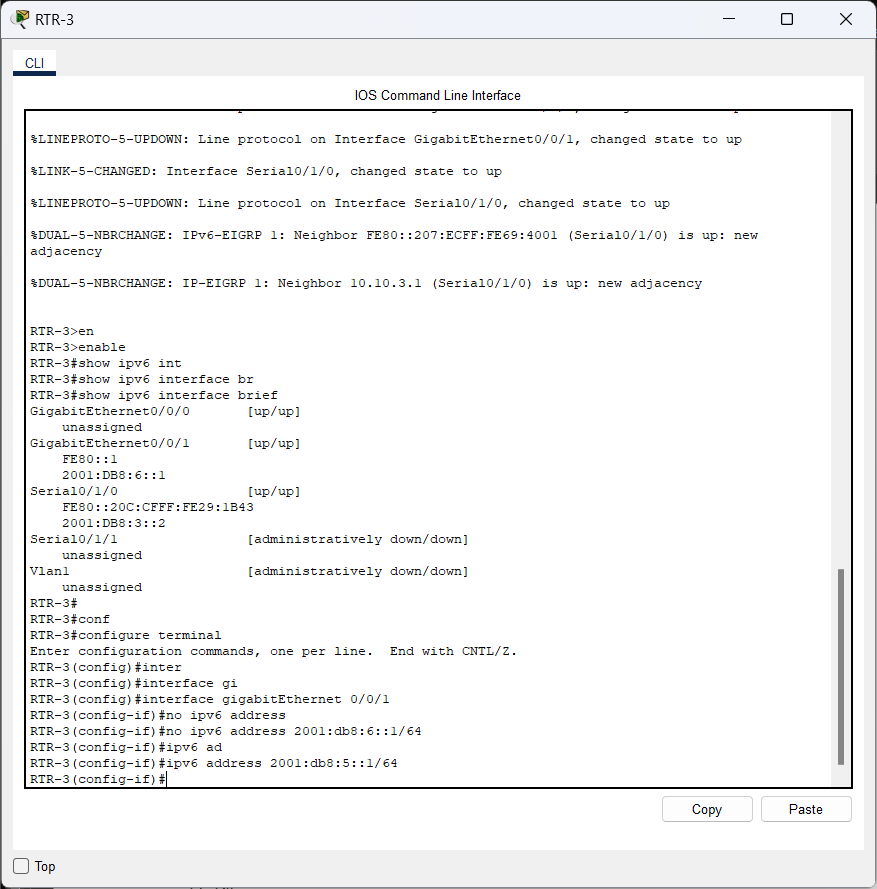 RTR-3
CLI
IOS Command Line Interface
%LINEPROTO-5-UPDOWN: Line protocol on Interface GigabitEthernet0/0/1, changed state to up
%LINK-5-CHANGED: Interface Serial0/1/0, changed state to up
%LINEPROTO-5-UPDOWN: Line protocol on Interface Serial0/1/0, changed state to up
%DUAL-5-NBRCHANGE: IPv6-EIGRP 1: Neighbor FE80::207:ECFF:FE69:4001 (Serial0/1/0) is up: new
adjacency
%DUAL-5-NBRCHANGE: IP-EIGRP 1: Neighbor 10.10.3.1 (Serial0/1/0) is up: new adjacency
RTR-3>en
RTR-3>enable
RTR-3#show ipv6 int
RTR-3#show ipv6 interface br
RTR-3#show ipv6 interface brief
GigabitEthernet0/0/0       [up/up]
    unassigned
GigabitEthernet0/0/1       [up/up]
    FE80::1
    2001:DB8:6::1
Serial0/1/0                [up/up]
    FE80::20C:CFFF:FE29:1B43
    2001:DB8:3::2
Serial0/1/1                [administratively down/down]
    unassigned
Vlan1                      [administratively down/down]
    unassigned
RTR-3#
RTR-3#conf
RTR-3#configure terminal
Enter configuration commands, one per line.  End with CNTL/Z.
RTR-3(config)#inter
RTR-3(config)#interface gi
RTR-3(config)#interface gigabitEthernet 0/0/1
RTR-3(config-if)#no ipv6 address
RTR-3(config-if)#no ipv6 address 2001:db8:6::1/64
RTR-3(config-if)#ipv6 ad
RTR-3(config-if)#ipv6 address 2001:db8:5::1/64
RTR-3(config-if)#
Copy
Paste
Top